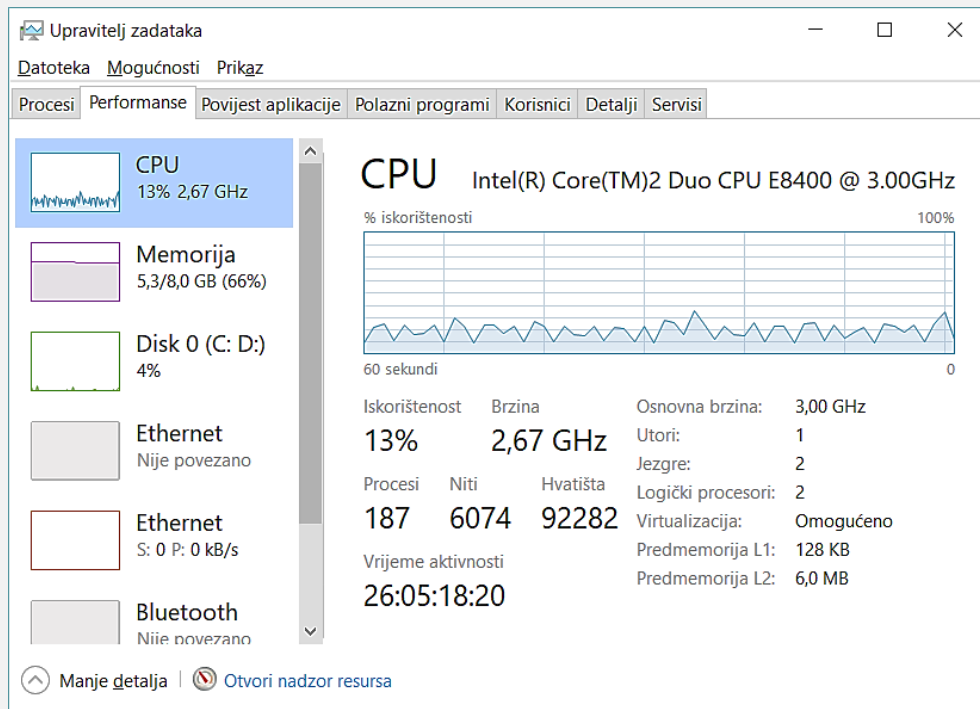 Upravitelj zadataka
Datoteka Mogućnosti Prikaz
Procesi Performanse Povijest aplikacije Polazni programi Korisnici Detalji Servisi
CPU
13% 2,67 GHz
Memorija
5,3/8,0 GB (66%)
Disk 0 (C: D:)
4%
Ethernet
Nije povezano
Ethernet
S: 0 P: 0 kB/s
Bluetooth
Nije povezano
CPU Intel(R) Core(TM)2 Duo CPU E8400 @ 3.00GHz
% iskorištenosti 100%
60 sekundi 0
Iskorištenost Brzina
13% 2,67 GHz
Procesi Niti Hvatišta
187 6074 92282
Vrijeme aktivnosti
26:05:18:20
Osnovna brzina: 3,00 GHz
Utori: 1
Jezgre: 2
Logički procesori: 2
Virtualizacija: Omogućeno
Predmemorija L1: 128 KB
Predmemorija L2: 6,0 MB
Manje detalja Otvori nadzor resursa